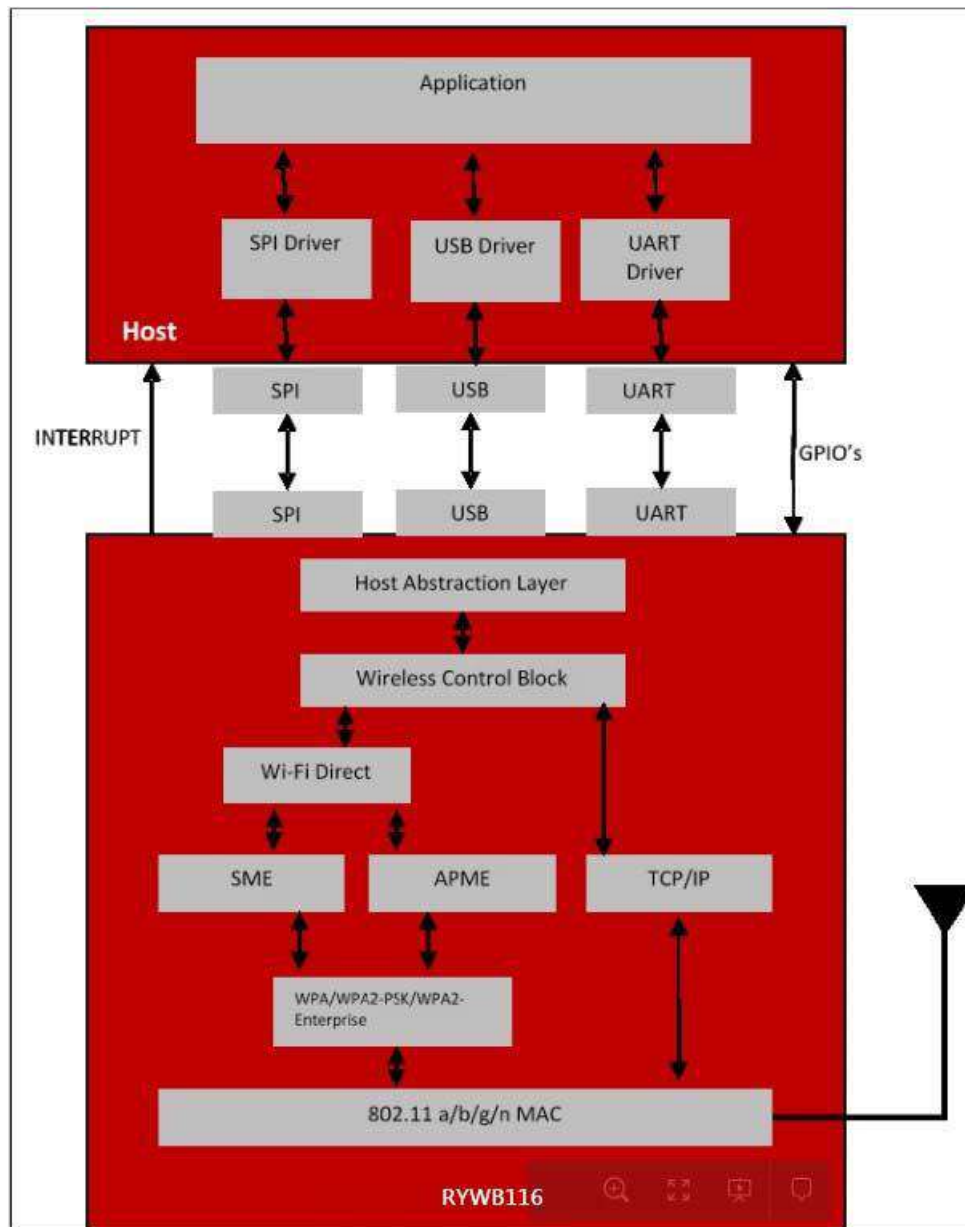 Application
SPI Driver
USB Driver
UART
Driver
Host
SPI
USB
UART
INTERRUPT
GPIO's
SPI
USB
UART
Host Abstraction Layer
Wireless Control Block
Wi-Fi Direct
SME
APME
TCP/IP
WPA/WPA2-PSK/WPA2-
Enterprise
802.11 a/b/g/n MAC
RYWB116